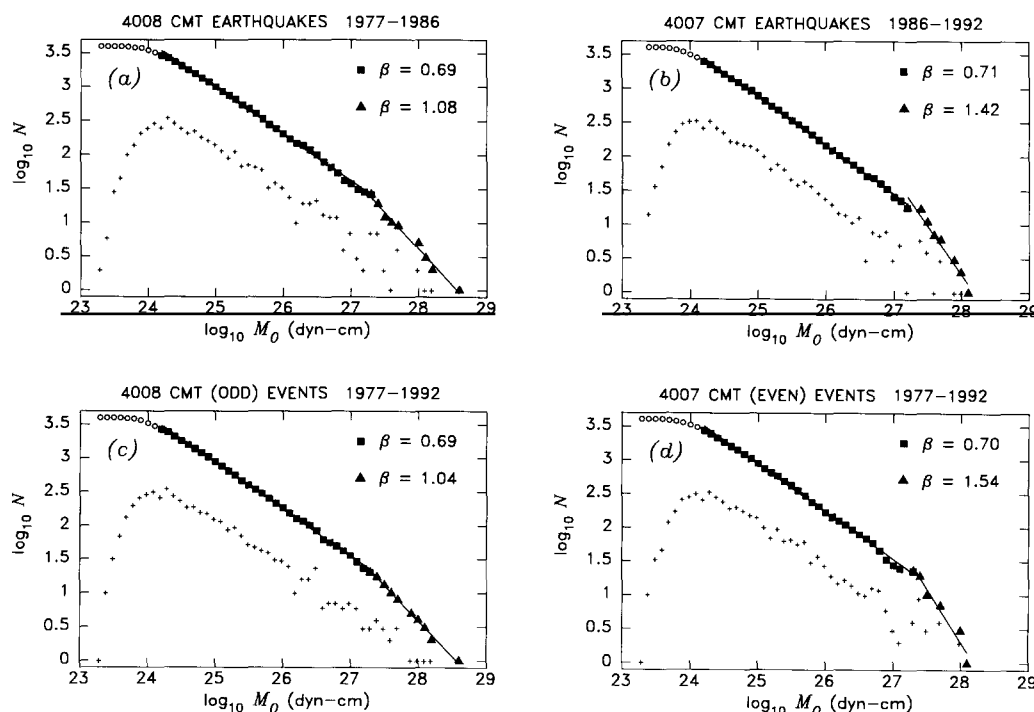 4008 CMT EARTHQUAKES 1977–1986
(a)
■ β = 0.69
▲ β = 1.08
log₁₀ N
3.5
3
2.5
2
1.5
1
0.5
0
23 24 25 26 27 28 29
log₁₀ M₀ (dyn–cm)
4007 CMT EARTHQUAKES 1986–1992
(b)
■ β = 0.71
▲ β = 1.42
log₁₀ N
3.5
3
2.5
2
1.5
1
0.5
0
23 24 25 26 27 28 29
log₁₀ M₀ (dyn–cm)
4008 CMT (ODD) EVENTS 1977–1992
(c)
■ β = 0.69
▲ β = 1.04
log₁₀ N
3.5
3
2.5
2
1.5
1
0.5
0
23 24 25 26 27 28 29
log₁₀ M₀ (dyn–cm)
4007 CMT (EVEN) EVENTS 1977–1992
(d)
■ β = 0.70
▲ β = 1.54
log₁₀ N
3.5
3
2.5
2
1.5
1
0.5
0
23 24 25 26 27 28 29
log₁₀ M₀ (dyn–cm)